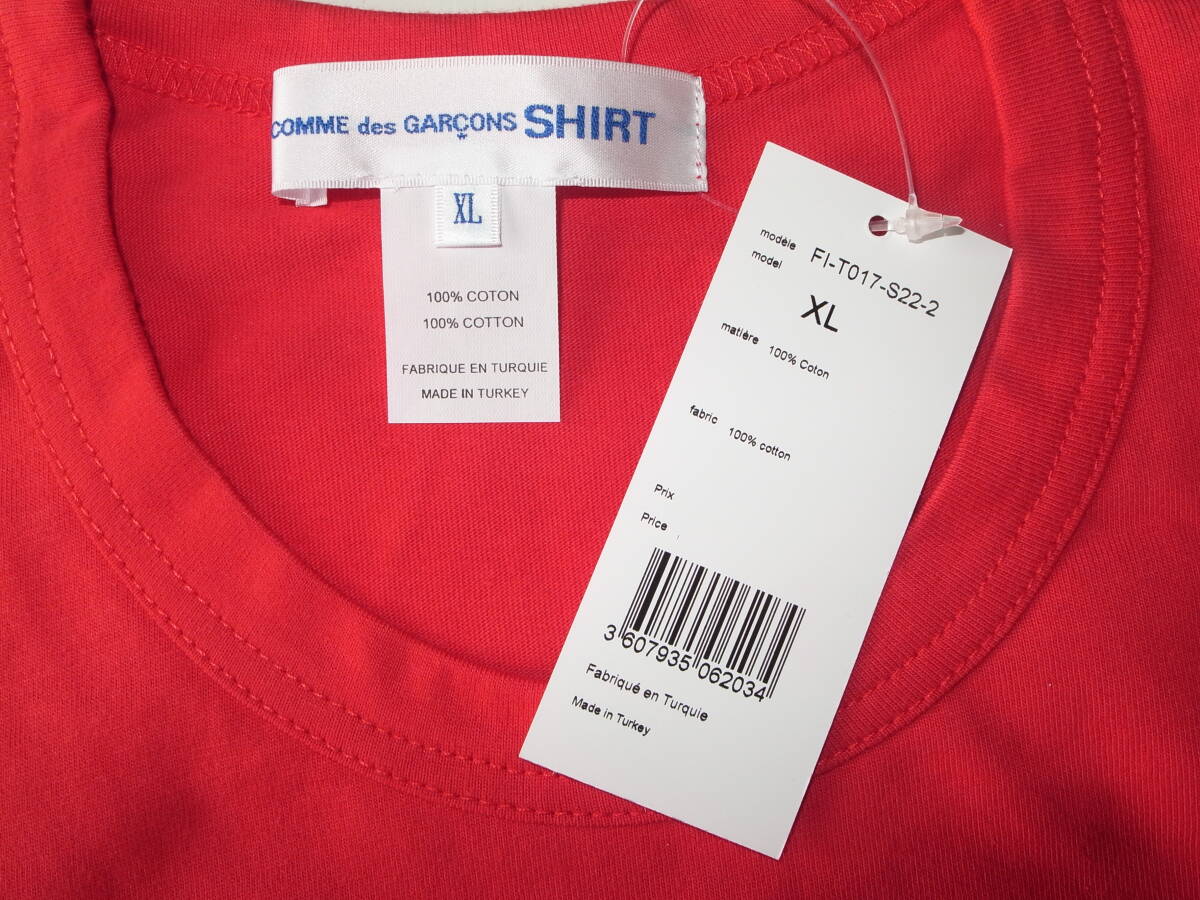 COMME des GARÇONS SHIRT
XL
100% COTON
100% COTTON
FABRIQUE EN TURQUIE
MADE IN TURKEY
modèle FI-T017-S22-2
model
XL
matière 100% Coton
fabric 100% cotton
Prix
Price
3 607935 062034
Fabriqué en Turquie
Made in Turkey